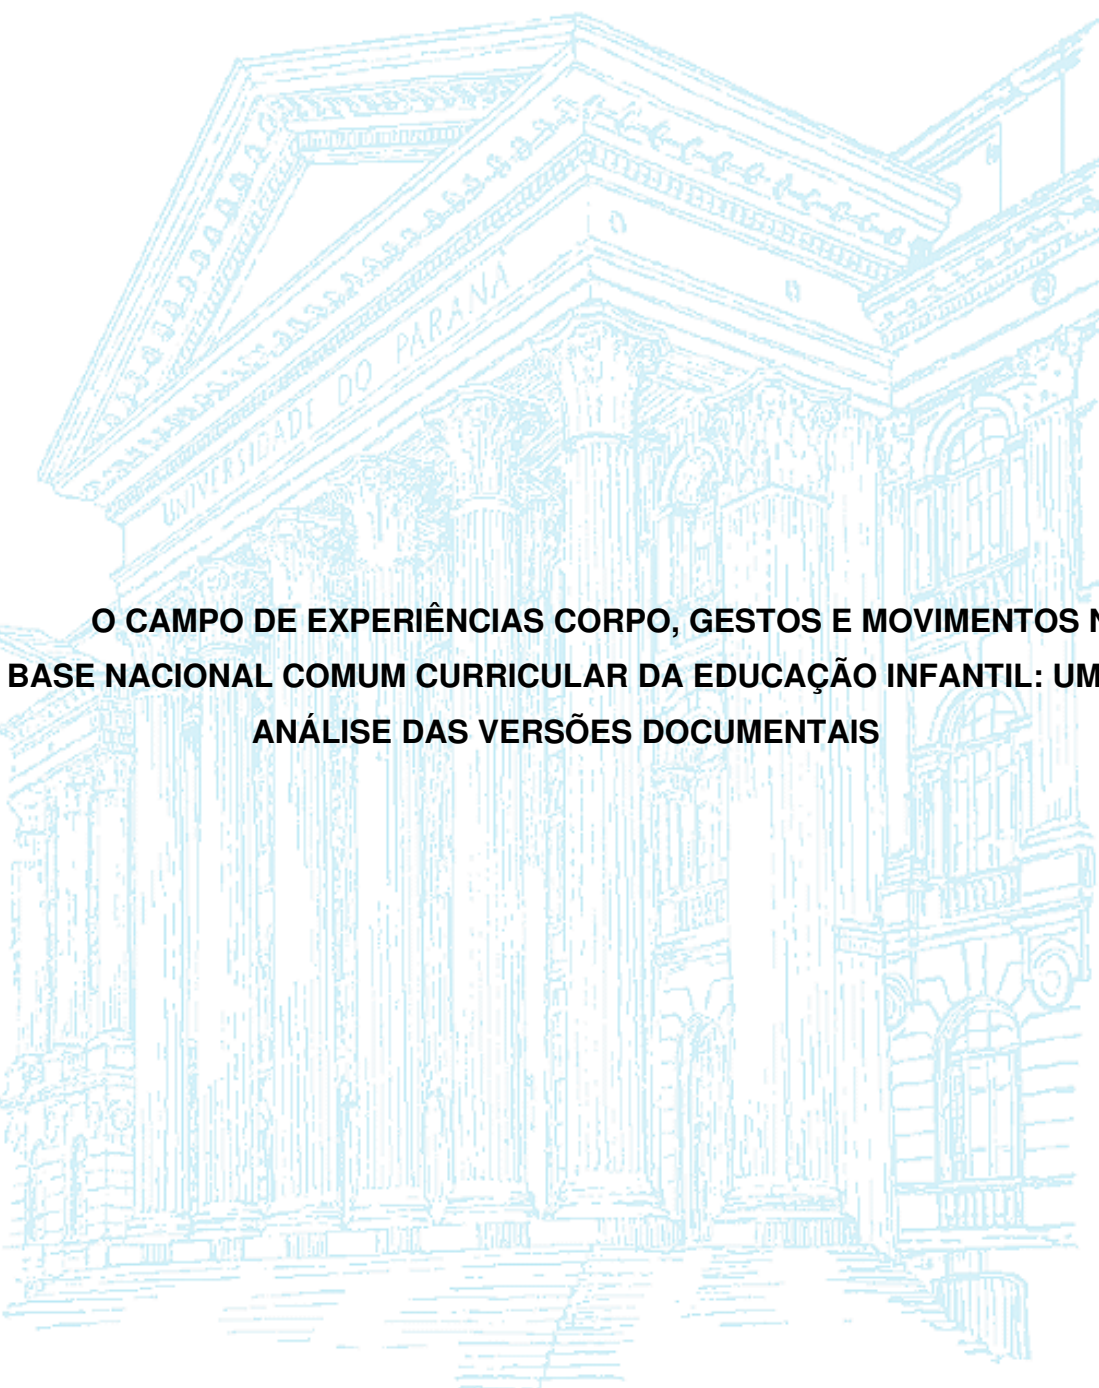 UNIVERSIDADE DO PARANÁ
O CAMPO DE EXPERIÊNCIAS CORPO, GESTOS E MOVIMENTOS N
BASE NACIONAL COMUM CURRICULAR DA EDUCAÇÃO INFANTIL: UM
ANÁLISE DAS VERSÕES DOCUMENTAIS